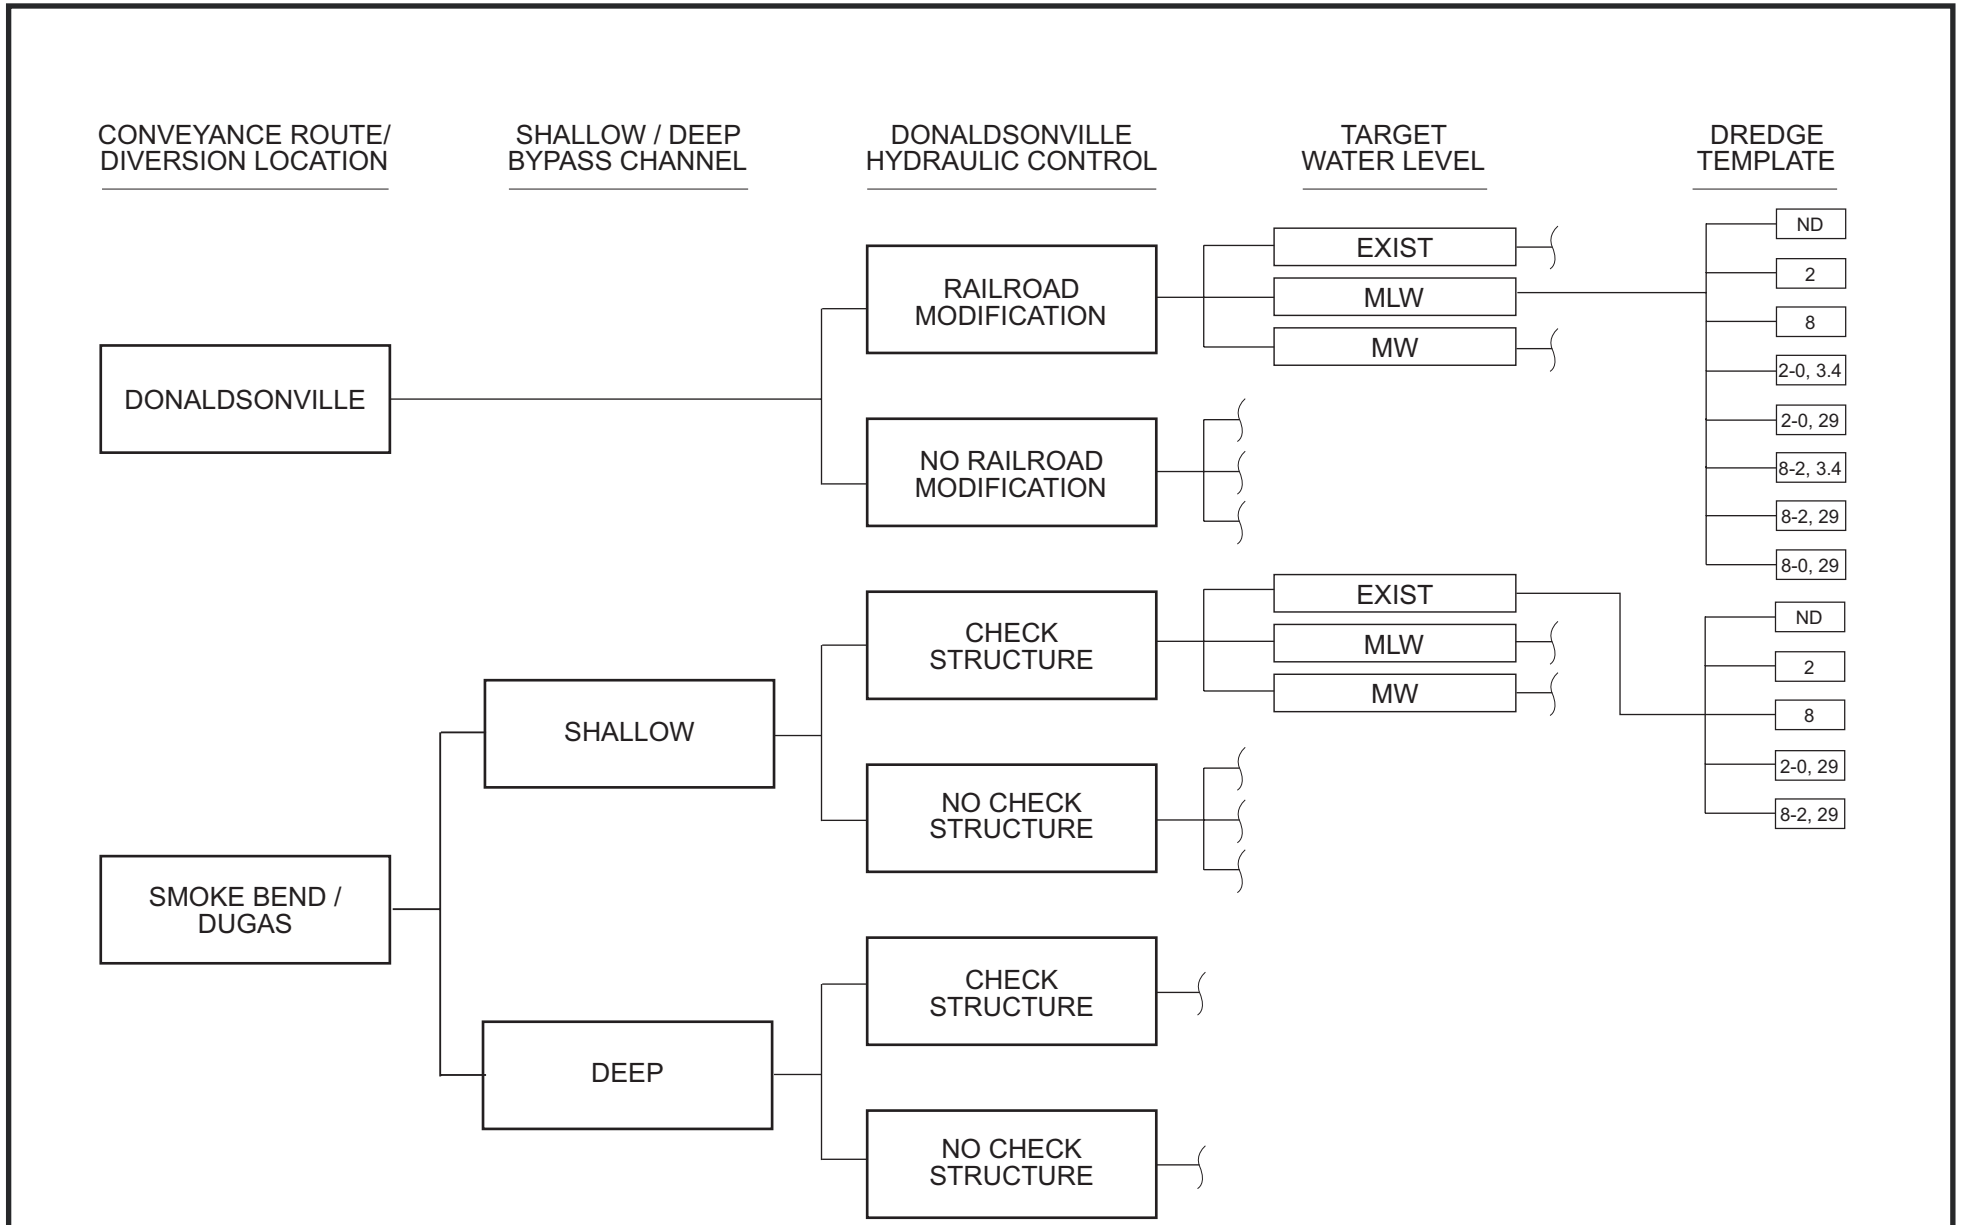 CONVEYANCE ROUTE/
DIVERSION LOCATION
SHALLOW / DEEP
BYPASS CHANNEL
DONALDSONVILLE
HYDRAULIC CONTROL
TARGET
WATER LEVEL
DREDGE
TEMPLATE
DONALDSONVILLE
RAILROAD
MODIFICATION
EXIST
MLW
MW
ND
2
8
2-0, 3.4
2-0, 29
8-2, 3.4
8-2, 29
8-0, 29
NO RAILROAD
MODIFICATION
SMOKE BEND /
DUGAS
SHALLOW
CHECK
STRUCTURE
EXIST
MLW
MW
ND
2
8
2-0, 29
8-2, 29
NO CHECK
STRUCTURE
DEEP
CHECK
STRUCTURE
NO CHECK
STRUCTURE